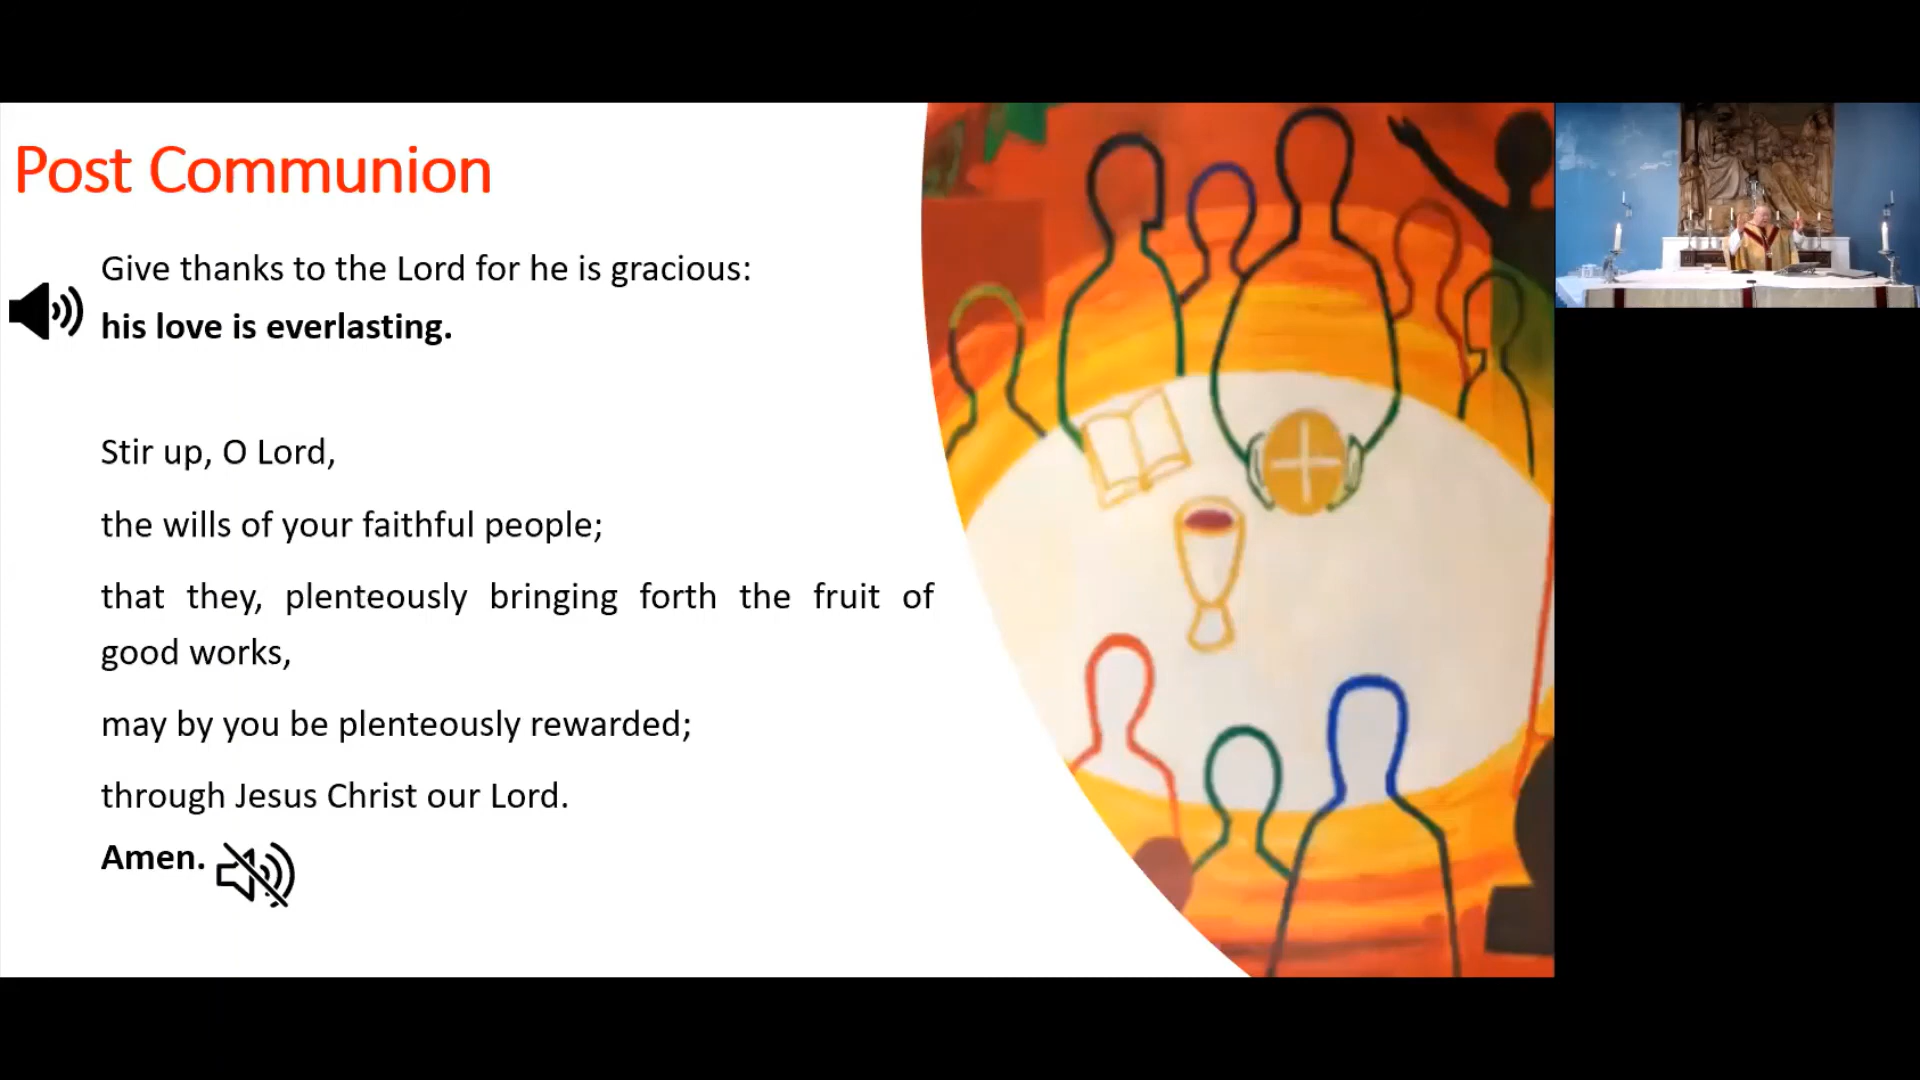 Post Communion
Give thanks to the Lord for he is gracious:
his love is everlasting.
Stir up, O Lord,
the wills of your faithful people;
that they, plenteously bringing forth the fruit of
good works,
may by you be plenteously rewarded;
through Jesus Christ our Lord.
Amen.